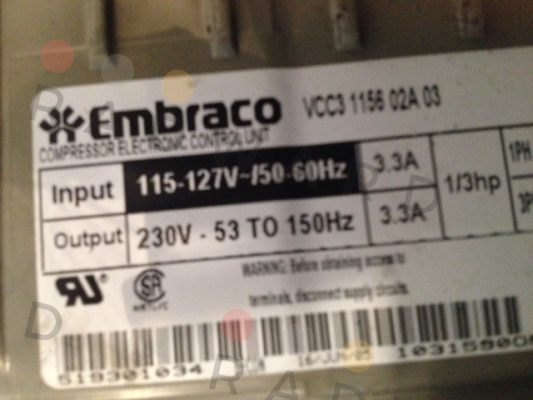 Embraco VCC3 1156 02A 03
COMPRESSOR ELECTRONIC CONTROL UNIT
Input 115-127V~/50-60Hz 3.3A 1/3hp 1PH
Output 230V - 53 TO 150Hz 3.3A
WARNING: Before obtaining access to
terminals, disconnect supply circuits.
519301034 16/JUN/05